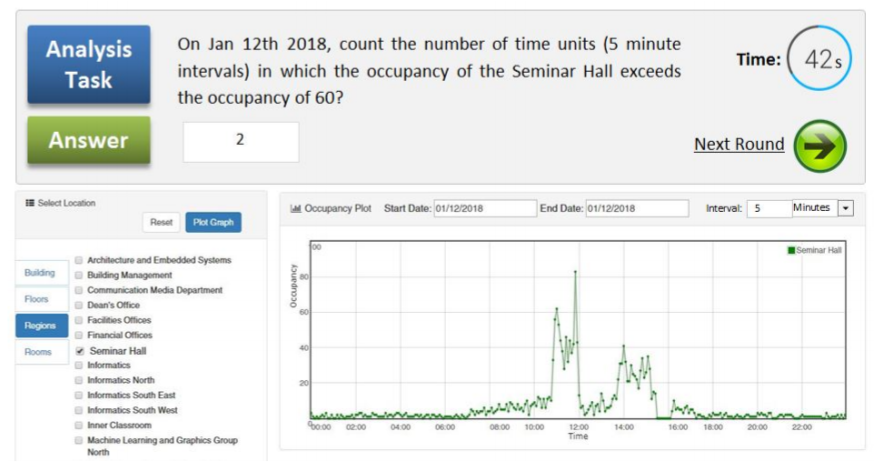 Analysis
Task
On Jan 12th 2018, count the number of time units (5 minute
intervals) in which the occupancy of the Seminar Hall exceeds
the occupancy of 60?
Time:
42s
Answer
2
Next Round
Select Location
Reset
Plot Graph
Building
Floors
Regions
Rooms
Architecture and Embedded Systems
Building Management
Communication Media Department
Dean's Office
Facilities Offices
Financial Offices
Seminar Hall
Informatics
Informatics North
Informatics South East
Informatics South West
Inner Classroom
Machine Learning and Graphics Group
North
Occupancy Plot Start Date: 01/12/2018 End Date: 01/12/2018 Interval: 5 Minutes
Seminar Hall
100
80
60
40
20
0
Occupancy
00:00 02:00 04:00 06:00 08:00 10:00 12:00 14:00 16:00 18:00 20:00 22:00
Time